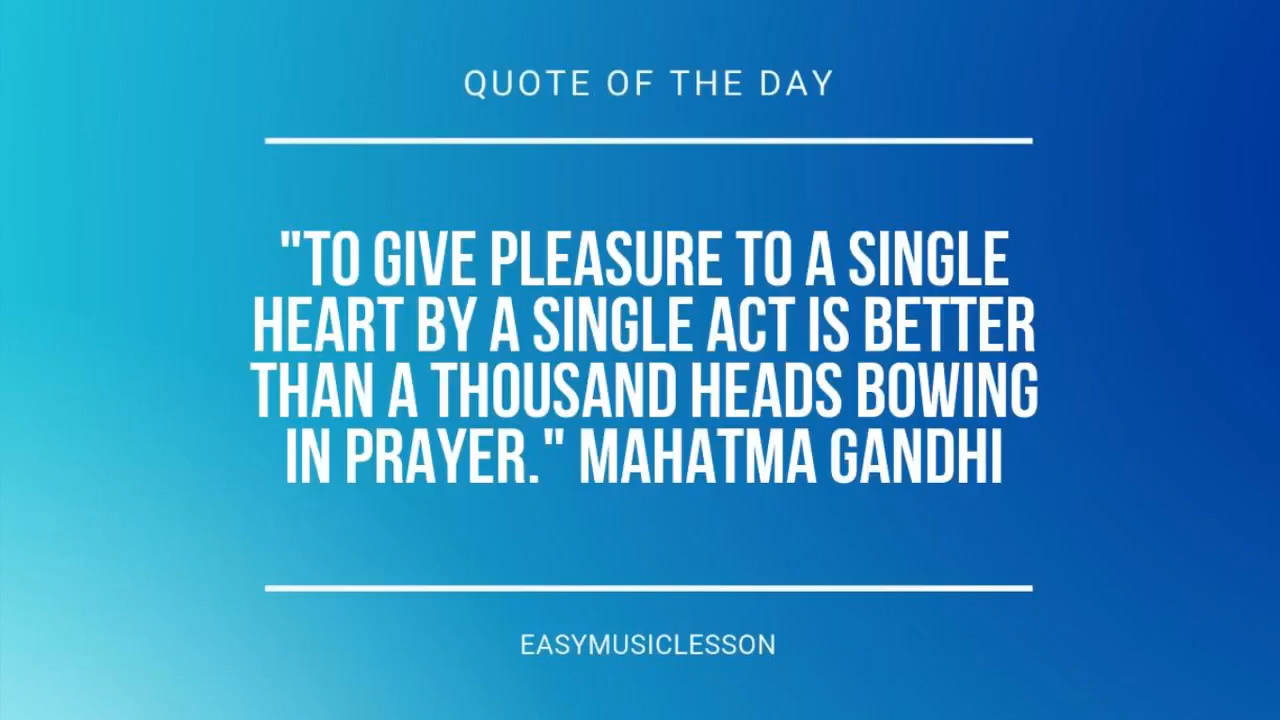 QUOTE OF THE DAY
"TO GIVE PLEASURE TO A SINGLE
HEART BY A SINGLE ACT IS BETTER
THAN A THOUSAND HEADS BOWING
IN PRAYER." MAHATMA GANDHI
EASYMUSICLESSON